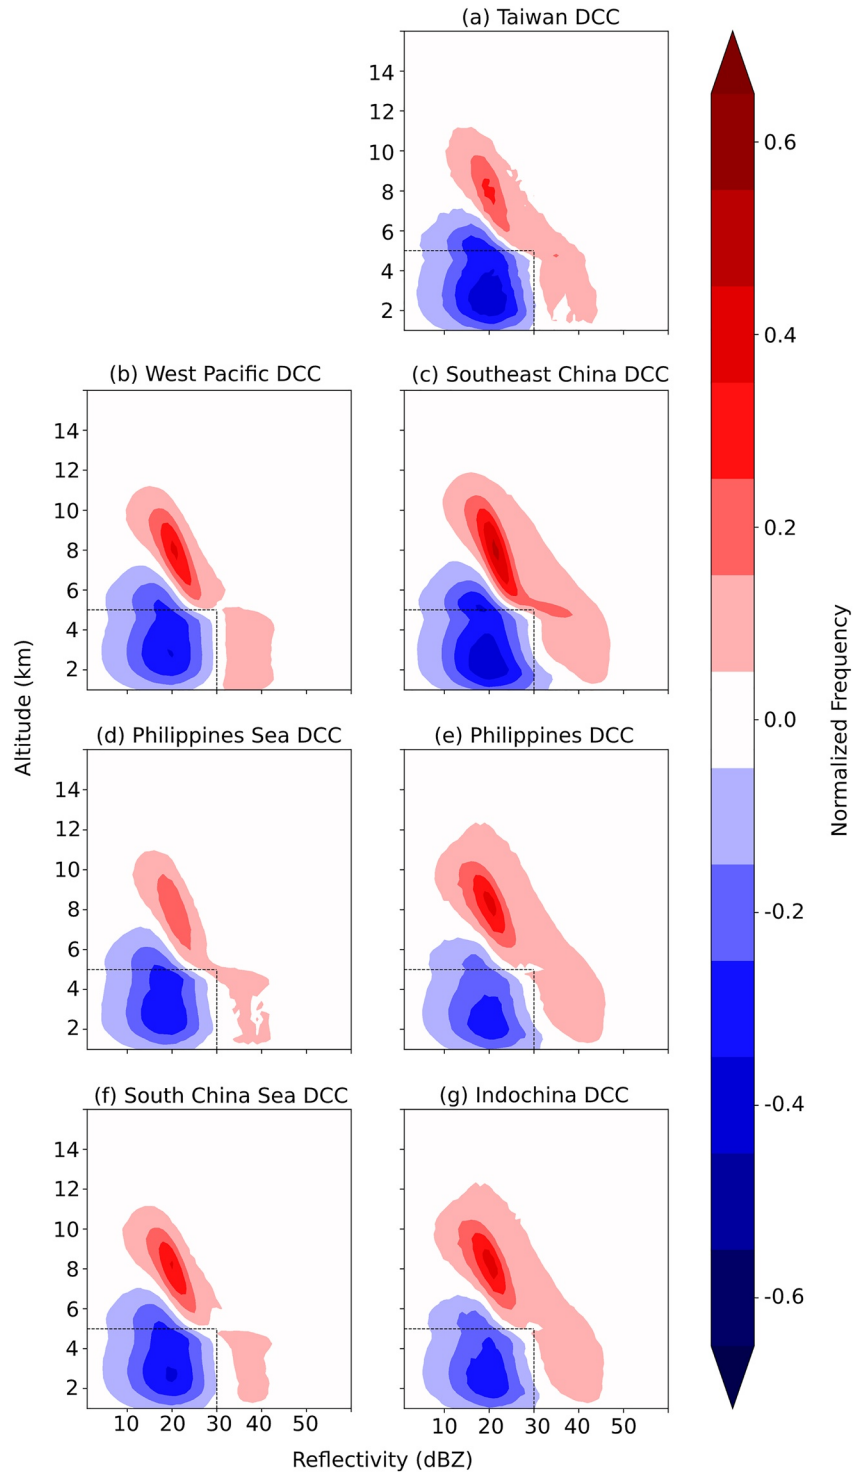 (a) Taiwan DCC
14
12
10
8
6
4
2
(b) West Pacific DCC
(c) Southeast China DCC
14
12
10
8
6
4
2
(d) Philippines Sea DCC
(e) Philippines DCC
14
12
10
8
6
4
2
(f) South China Sea DCC
(g) Indochina DCC
14
12
10
8
6
4
2
10 20 30 40 50
10 20 30 40 50
Altitude (km)
Reflectivity (dBZ)
0.6
0.4
0.2
0.0
-0.2
-0.4
-0.6
Normalized Frequency